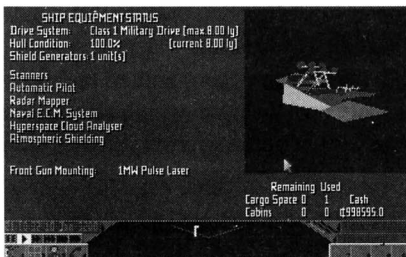 SHIP EQUIPMENT STATUS
Drive System: Class 1 Military Drive [max 8.00 ly]
Hull Condition: 100.0% [current 8.00 ly]
Shield Generators: 1 unit[s]
Scanners
Automatic Pilot
Radar Mapper
Naval E.C.M. System
Hyperspace Cloud Analyser
Atmospheric Shielding
Front Gun Mounting: 1MW Pulse Laser
Remaining Used
Cargo Space 0 1 Cash
Cabins 0 0 ₵998595.0